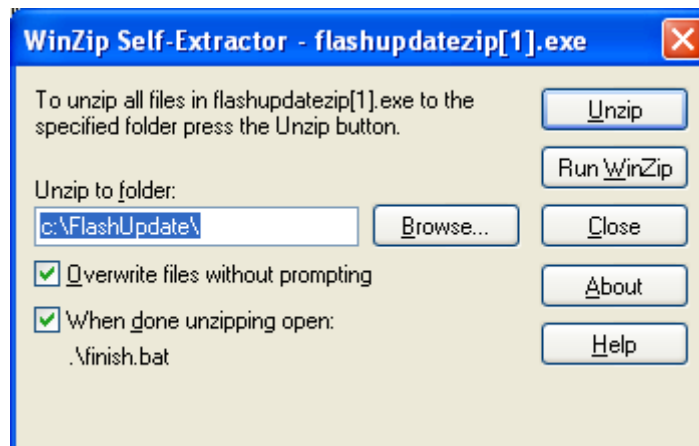 WinZip Self-Extractor - flashupdatezip[1].exe
To unzip all files in flashupdatezip[1].exe to the
specified folder press the Unzip button.
Unzip to folder:
c:\FlashUpdate\
Browse...
Overwrite files without prompting
When done unzipping open:
.\finish.bat
Unzip
Run WinZip
Close
About
Help